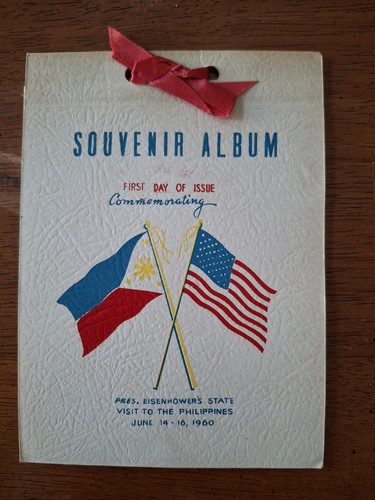 SOUVENIR ALBUM
FIRST DAY OF ISSUE
Commemorating
PRES. EISENHOWER'S STATE
VISIT TO THE PHILIPPINES
JUNE 14-16, 1960